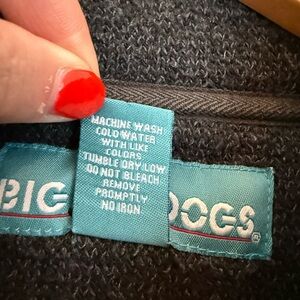 MACHINE WASH
COLD WATER
WITH LIKE
COLORS
TUMBLE DRY LOW
DO NOT BLEACH
REMOVE
PROMPTLY
NO IRON
BIG DOGS®